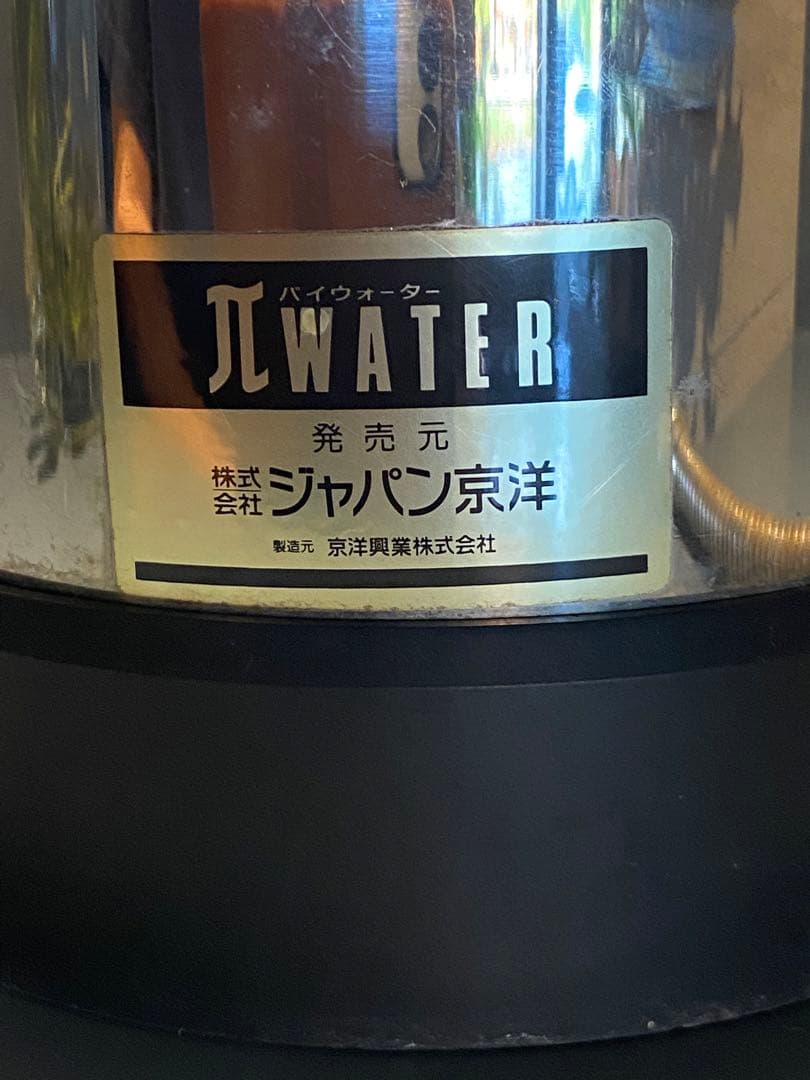 パイウォーター
πWATER
発売元
株式会社 ジャパン京洋
製造元 京洋興業株式会社